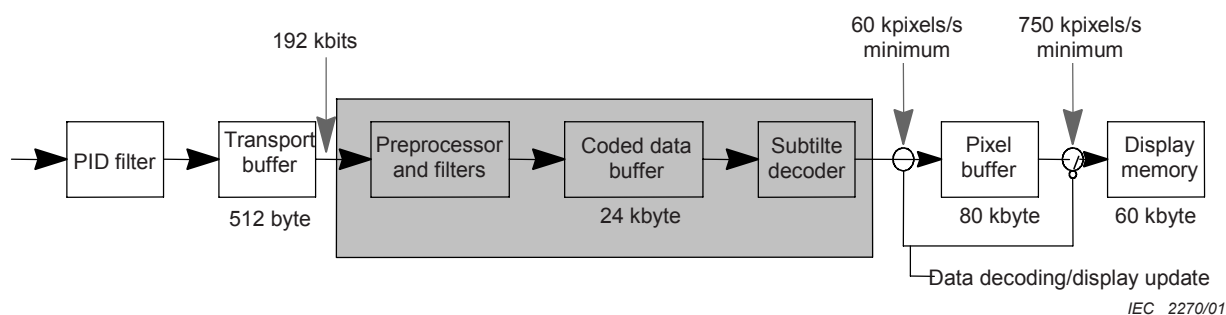 192 kbits
60 kpixels/s
minimum
750 kpixels/s
minimum
PID filter
Transport
buffer
512 byte
Preprocessor
and filters
Coded data
buffer
24 kbyte
Subtilte
decoder
Pixel
buffer
80 kbyte
Display
memory
60 kbyte
Data decoding/display update
IEC 2270/01